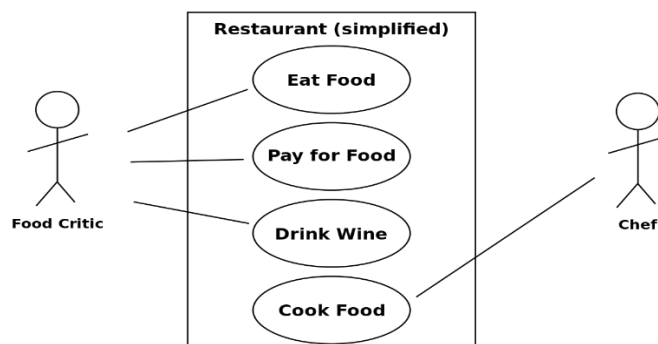 Restaurant (simplified)
Eat Food
Pay for Food
Drink Wine
Cook Food
Food Critic
Chef